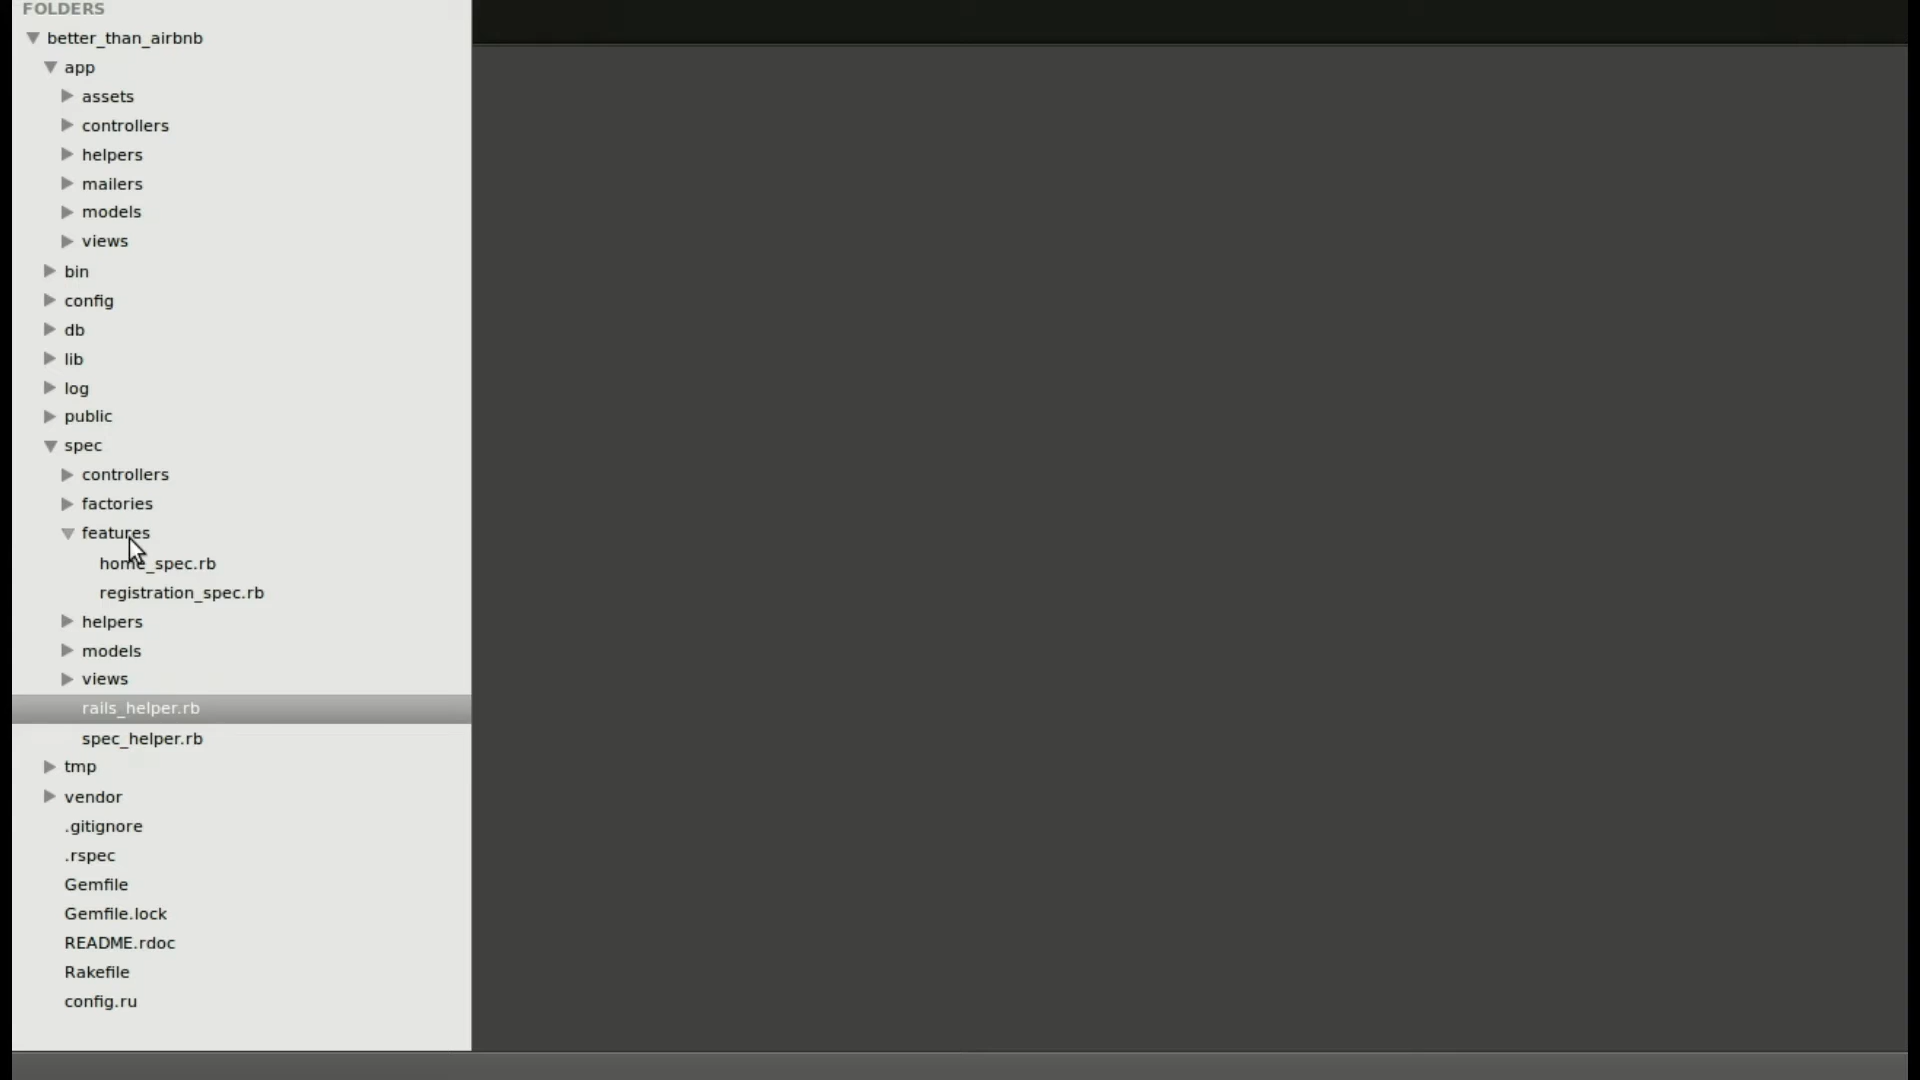 FOLDERS
better_than_airbnb
app
assets
controllers
helpers
mailers
models
views
bin
config
db
lib
log
public
spec
controllers
factories
features
home_spec.rb
registration_spec.rb
helpers
models
views
rails_helper.rb
spec_helper.rb
tmp
vendor
.gitignore
.rspec
Gemfile
Gemfile.lock
README.rdoc
Rakefile
config.ru